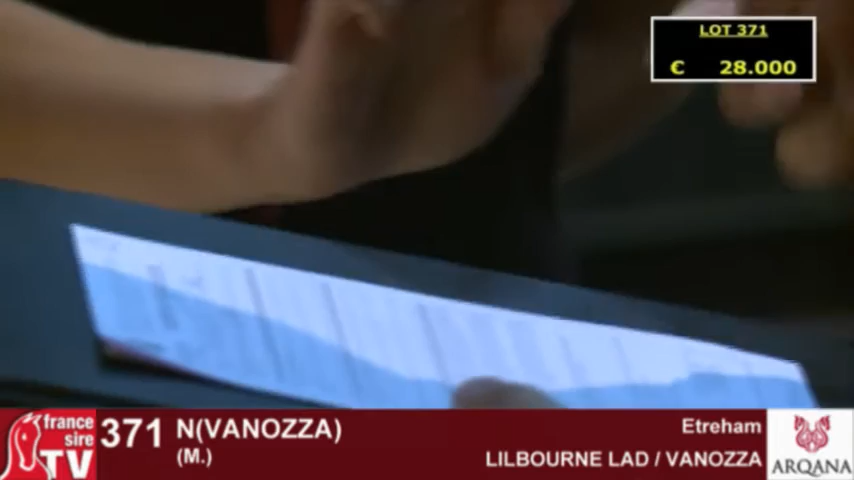 LOT 371
€ 28.000
france
sire
TV
371 N(VANOZZA)
(M.)
Etreham
LILBOURNE LAD / VANOZZA
ARQANA